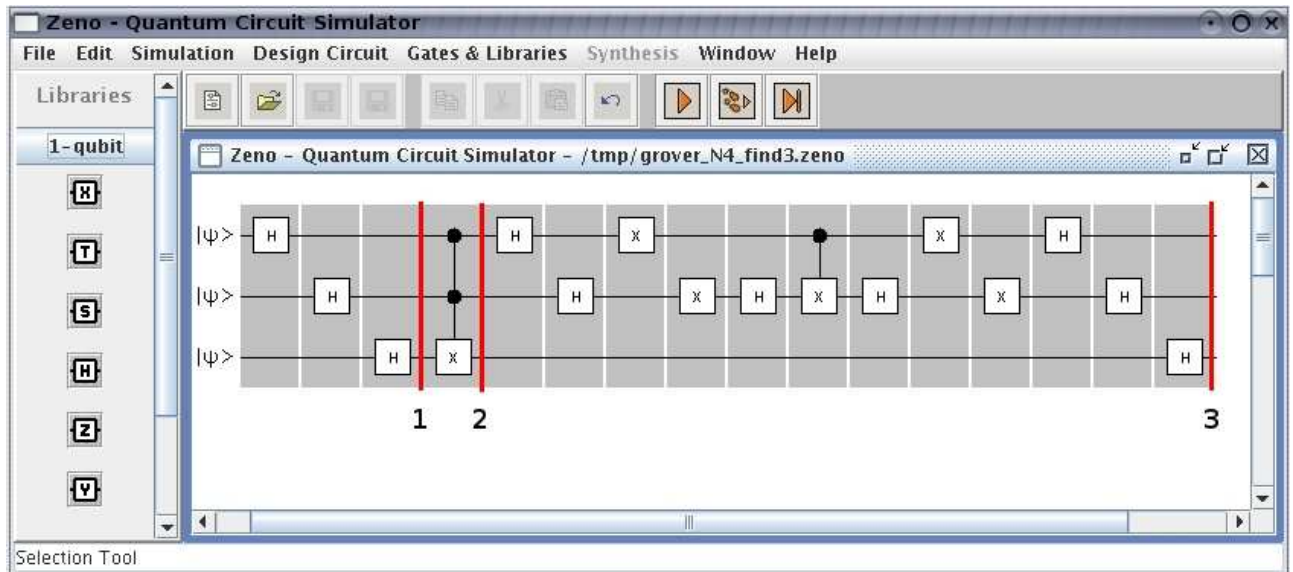 Zeno - Quantum Circuit Simulator
File Edit Simulation Design Circuit Gates & Libraries Synthesis Window Help
Libraries
1-qubit
X
T
S
H
Z
Y
Zeno - Quantum Circuit Simulator - /tmp/grover_N4_find3.zeno
|ψ> H H X X H
|ψ> H H X H X H X H
|ψ> H X H
1 2 3
Selection Tool